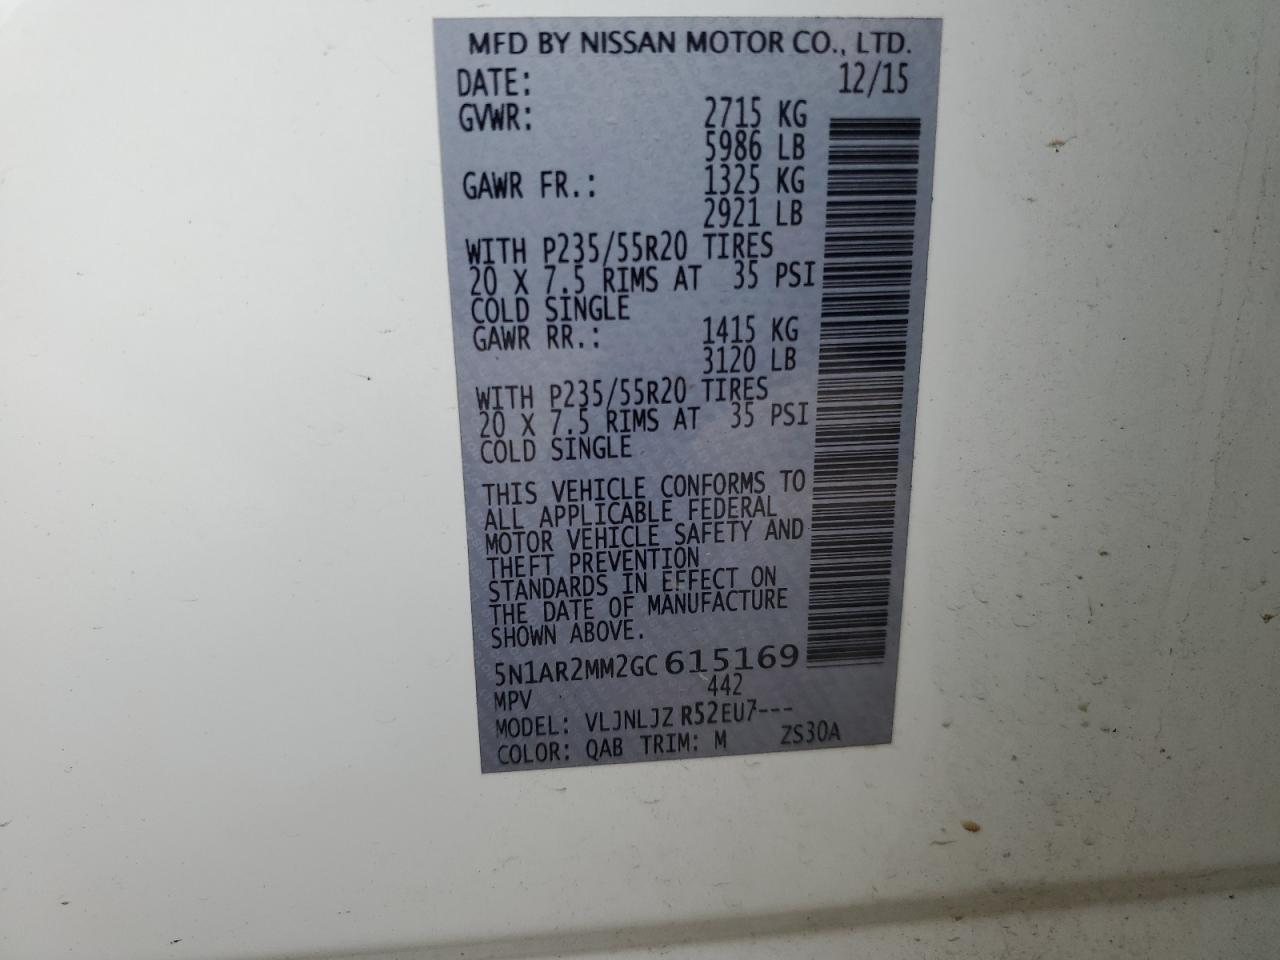 MFD BY NISSAN MOTOR CO., LTD.
DATE: 12/15
GVWR: 2715 KG
5986 LB
GAWR FR.: 1325 KG
2921 LB
WITH P235/55R20 TIRES
20 X 7.5 RIMS AT 35 PSI
COLD SINGLE
GAWR RR.: 1415 KG
3120 LB
WITH P235/55R20 TIRES
20 X 7.5 RIMS AT 35 PSI
COLD SINGLE
THIS VEHICLE CONFORMS TO
ALL APPLICABLE FEDERAL
MOTOR VEHICLE SAFETY AND
THEFT PREVENTION
STANDARDS IN EFFECT ON
THE DATE OF MANUFACTURE
SHOWN ABOVE.
5N1AR2MM2GC615169
MPV 442
MODEL: VLJNLJZ R52EU7---
COLOR: QAB TRIM: M ZS30A